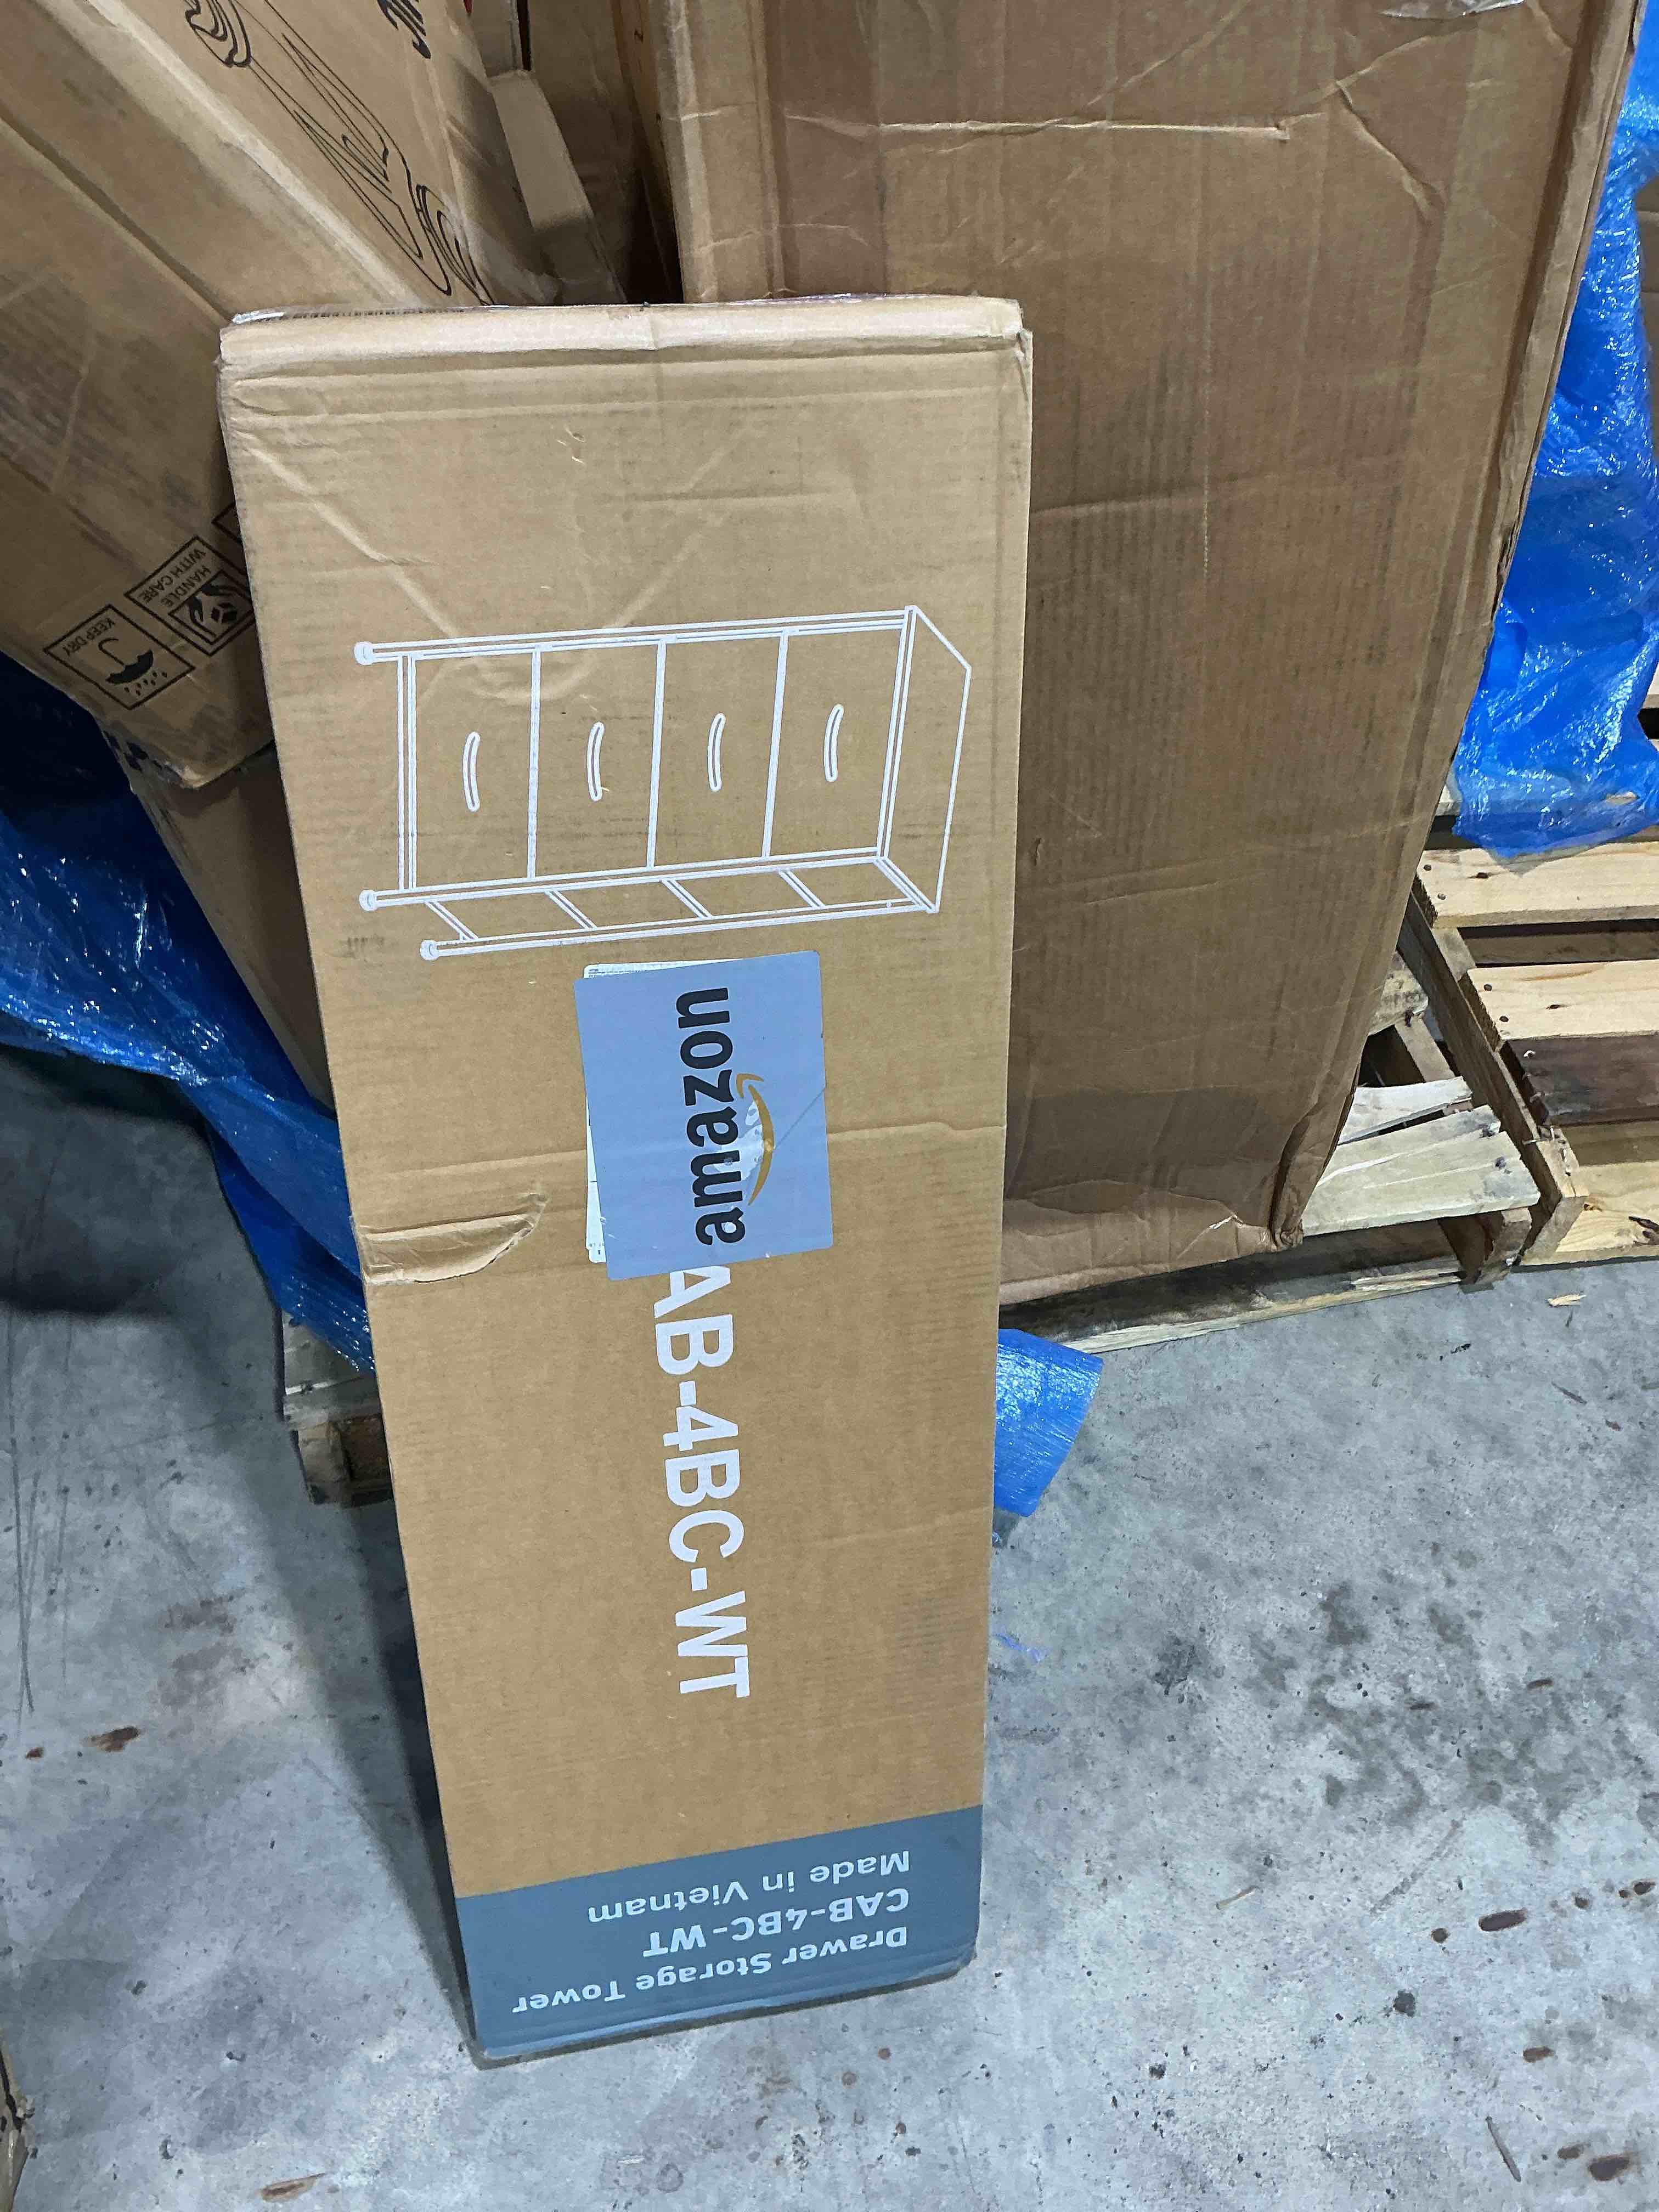 KEEP DRY
HANDLE
WITH CARE
amazon
AB-4BC-WT
Drawer Storage Tower
CAB-4BC-WT
Made in Vietnam